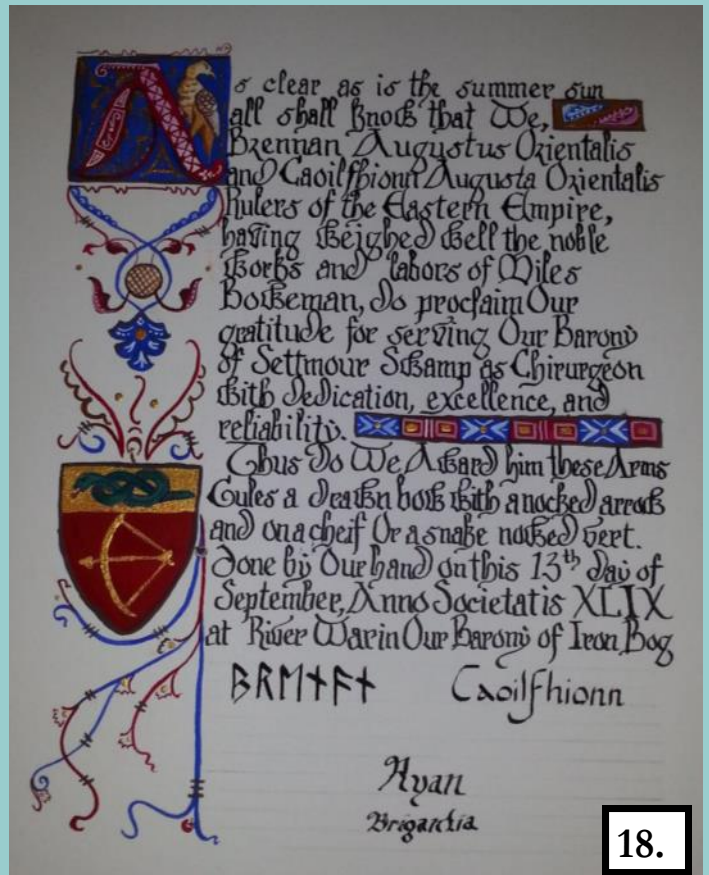 As clear as is the summer sun
all shall know that We,
Brennan Augustus Orientalis
and Caoilfhionn Augusta Orientalis
Rulers of the Eastern Empire,
having weighed well the noble
works and labors of Miles
Boweman, do proclaim Our
gratitude for serving Our Barony
of Settmour Swamp as Chirurgeon
with dedication, excellence, and
reliability.
Thus do We Award him these Arms
Gules a drawn bow with a nocked arrow
and on a cheif Or a snake nowed vert.
Done by Our hand on this 13th day of
September, Anno Societatis XLIX
at River War in Our Barony of Iron Bog
ᛒᚱᛖᚾᚨᚾ Caoilfhionn
Ryan
Brigantia
18.